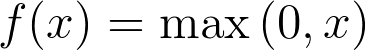 f(x) = max (0, x)